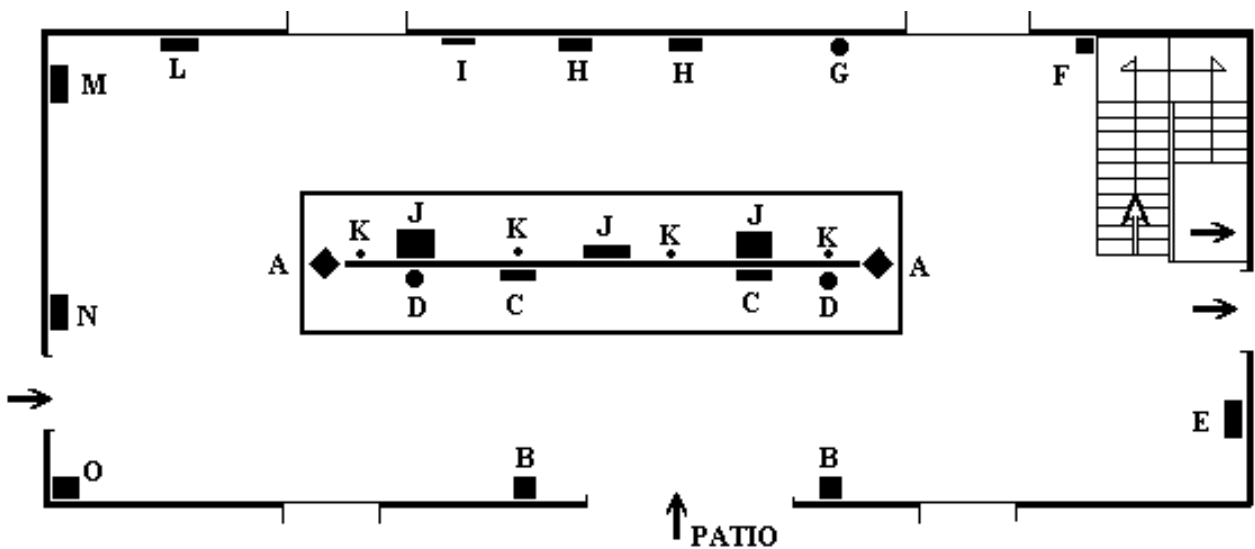 L I H H G F
M
J K J K J K
K
A A
D C C D
N
E
O B B
PATIO